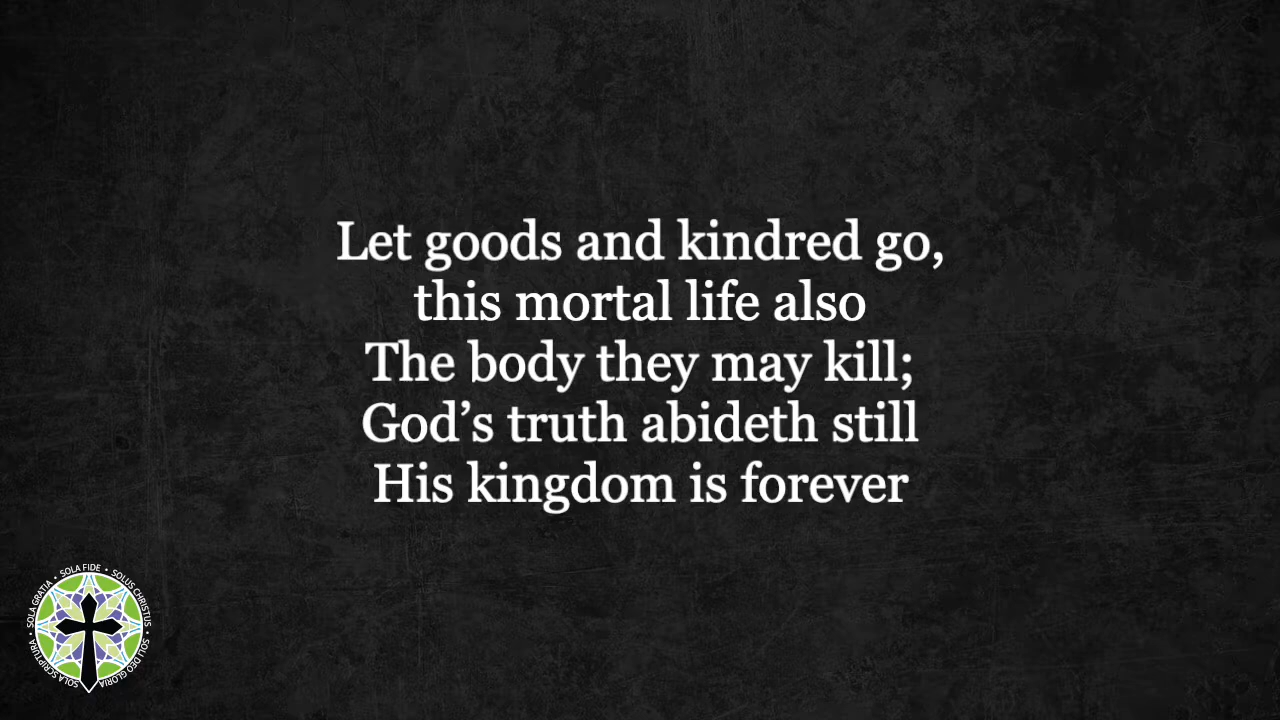 Let goods and kindred go,
this mortal life also
The body they may kill;
God’s truth abideth still
His kingdom is forever
SOLA SCRIPTURA • SOLA GRATIA • SOLA FIDE • SOLUS CHRISTUS • SOLI DEO GLORIA